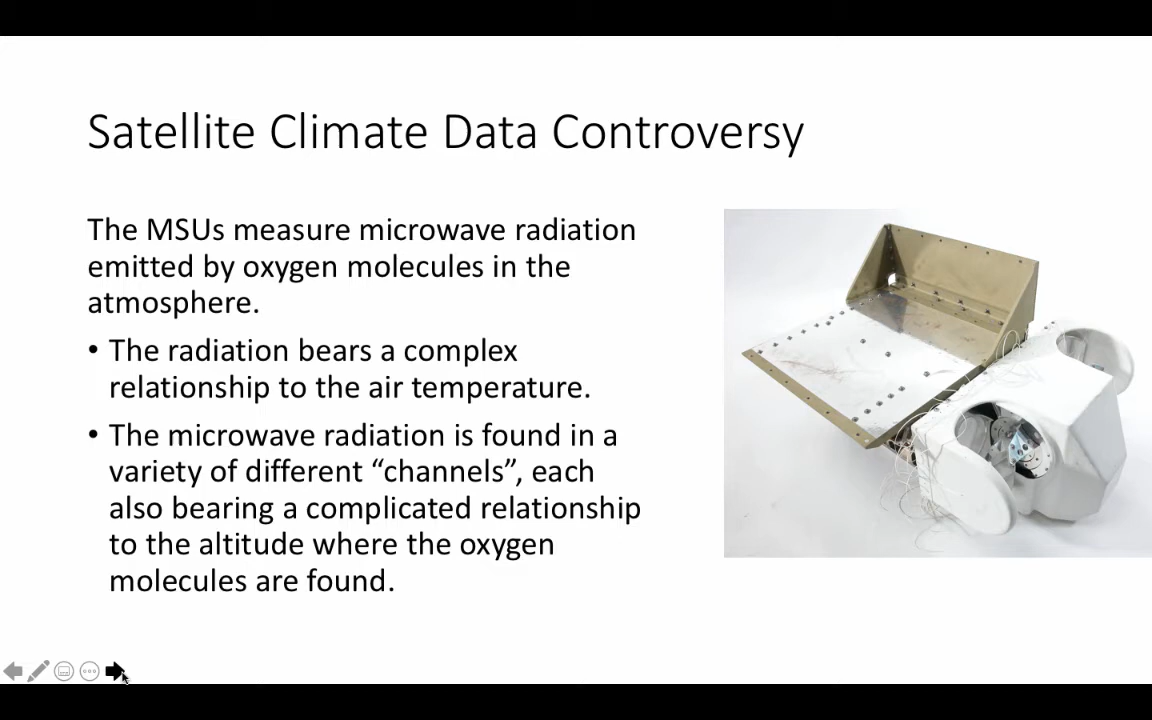 Satellite Climate Data Controversy
The MSUs measure microwave radiation
emitted by oxygen molecules in the
atmosphere.
• The radiation bears a complex
relationship to the air temperature.
• The microwave radiation is found in a
variety of different “channels”, each
also bearing a complicated relationship
to the altitude where the oxygen
molecules are found.